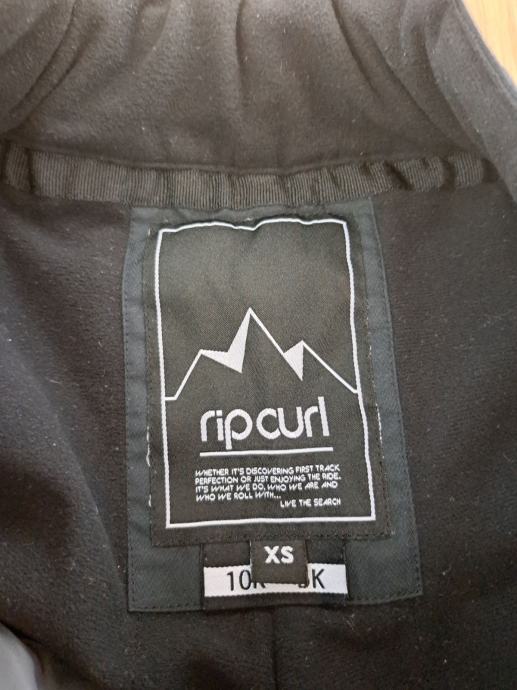 ripcurl
WHETHER IT'S DISCOVERING FIRST TRACK
PERFECTION OR JUST ENJOYING THE RIDE.
IT'S WHAT WE DO, WHO WE ARE AND
WHO WE ROLL WITH...
LIVE THE SEARCH
XS